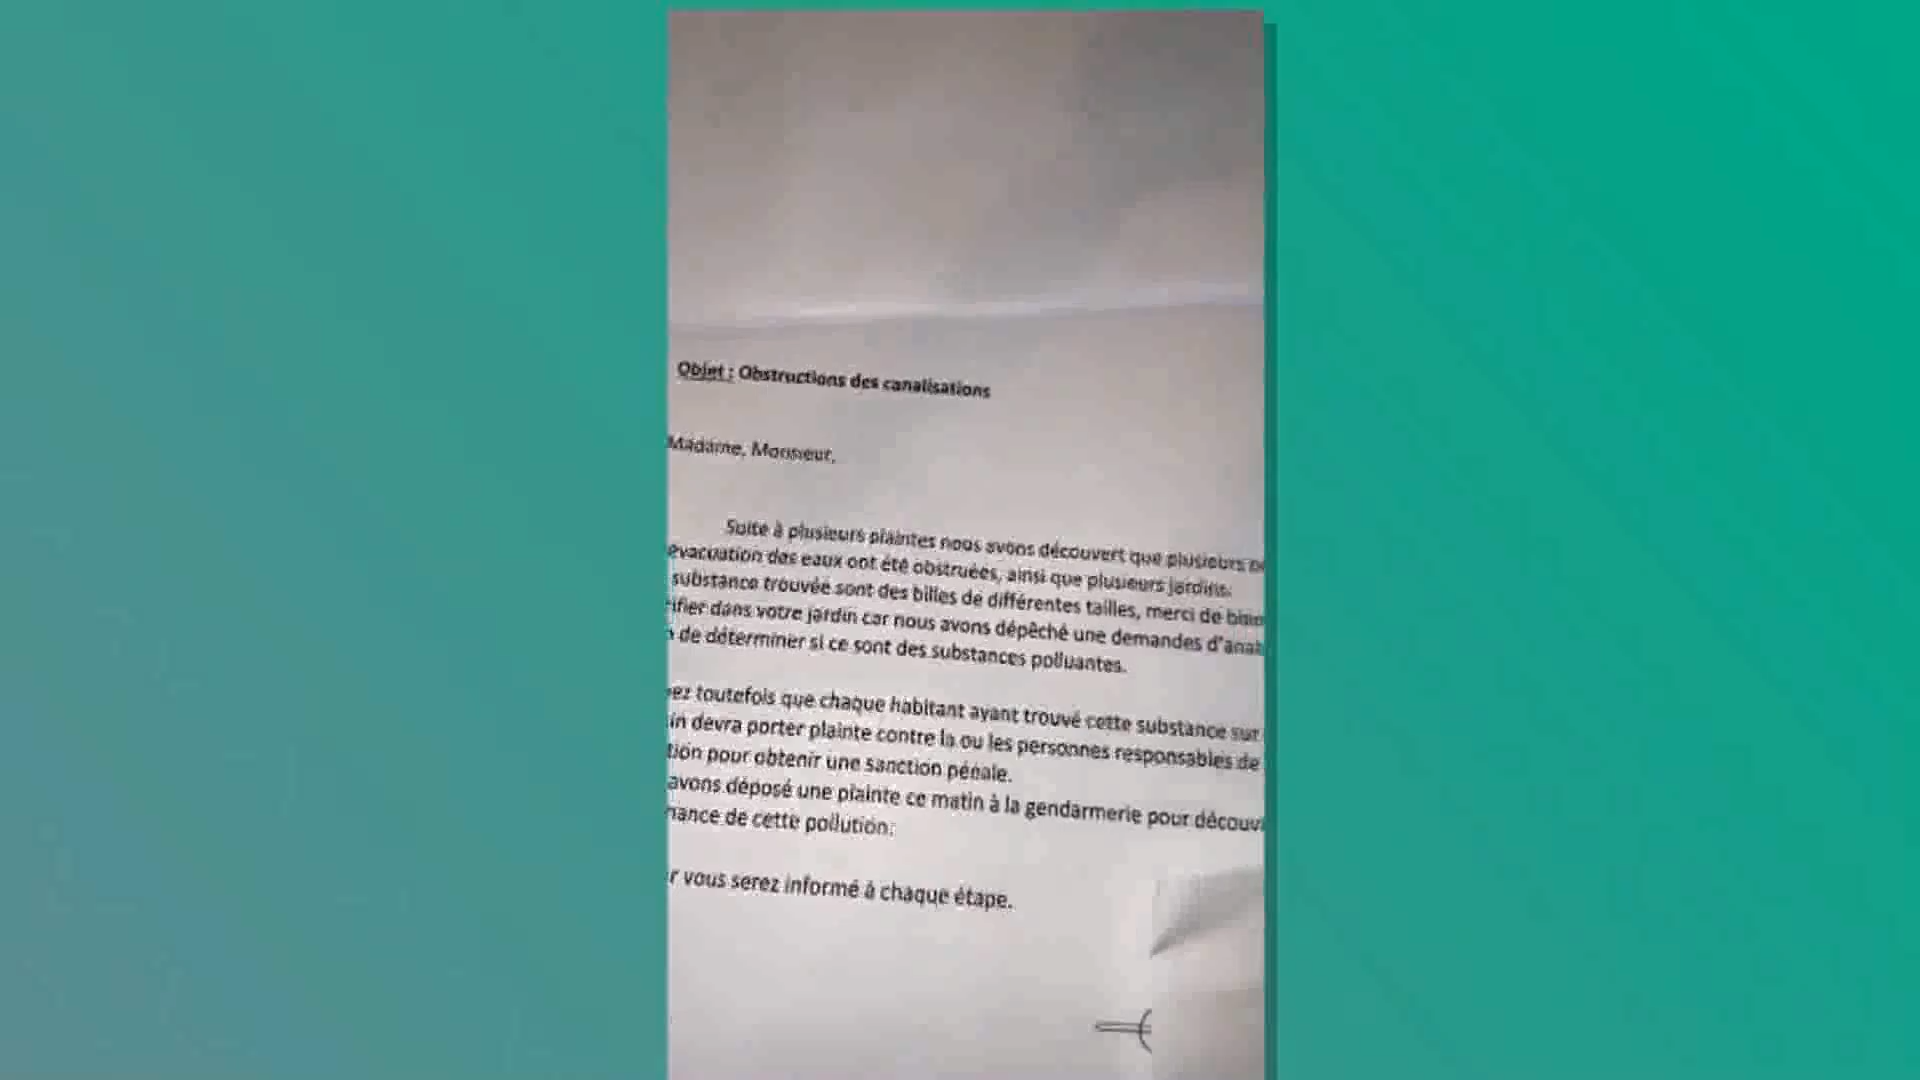 Objet : Obstructions des canalisations
Madame, Monsieur,
Suite à plusieurs plaintes nous avons découvert que plusieurs
évacuation des eaux ont été obstruées, ainsi que plusieurs jardins.
substance trouvée sont des billes de différentes tailles, merci de bien
rifier dans votre jardin car nous avons dépêché une demandes d'anal
n de déterminer si ce sont des substances polluantes.
ez toutefois que chaque habitant ayant trouvé cette substance sur
in devra porter plainte contre la ou les personnes responsables de
tion pour obtenir une sanction pénale.
avons déposé une plainte ce matin à la gendarmerie pour découvr
nance de cette pollution.
r vous serez informé à chaque étape.